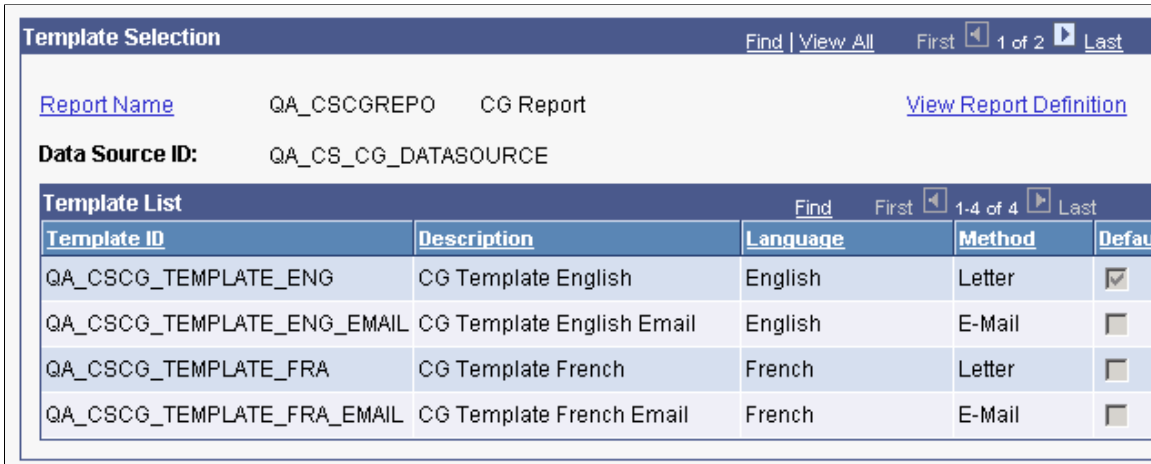 Template Selection Find | View All First 1 of 2 Last
Report Name QA_CSCGREPO CG Report View Report Definition
Data Source ID: QA_CS_CG_DATASOURCE
Template List Find First 1-4 of 4 Last
Template ID Description Language Method Defau
QA_CSCG_TEMPLATE_ENG CG Template English English Letter
QA_CSCG_TEMPLATE_ENG_EMAIL CG Template English Email English E-Mail
QA_CSCG_TEMPLATE_FRA CG Template French French Letter
QA_CSCG_TEMPLATE_FRA_EMAIL CG Template French Email French E-Mail